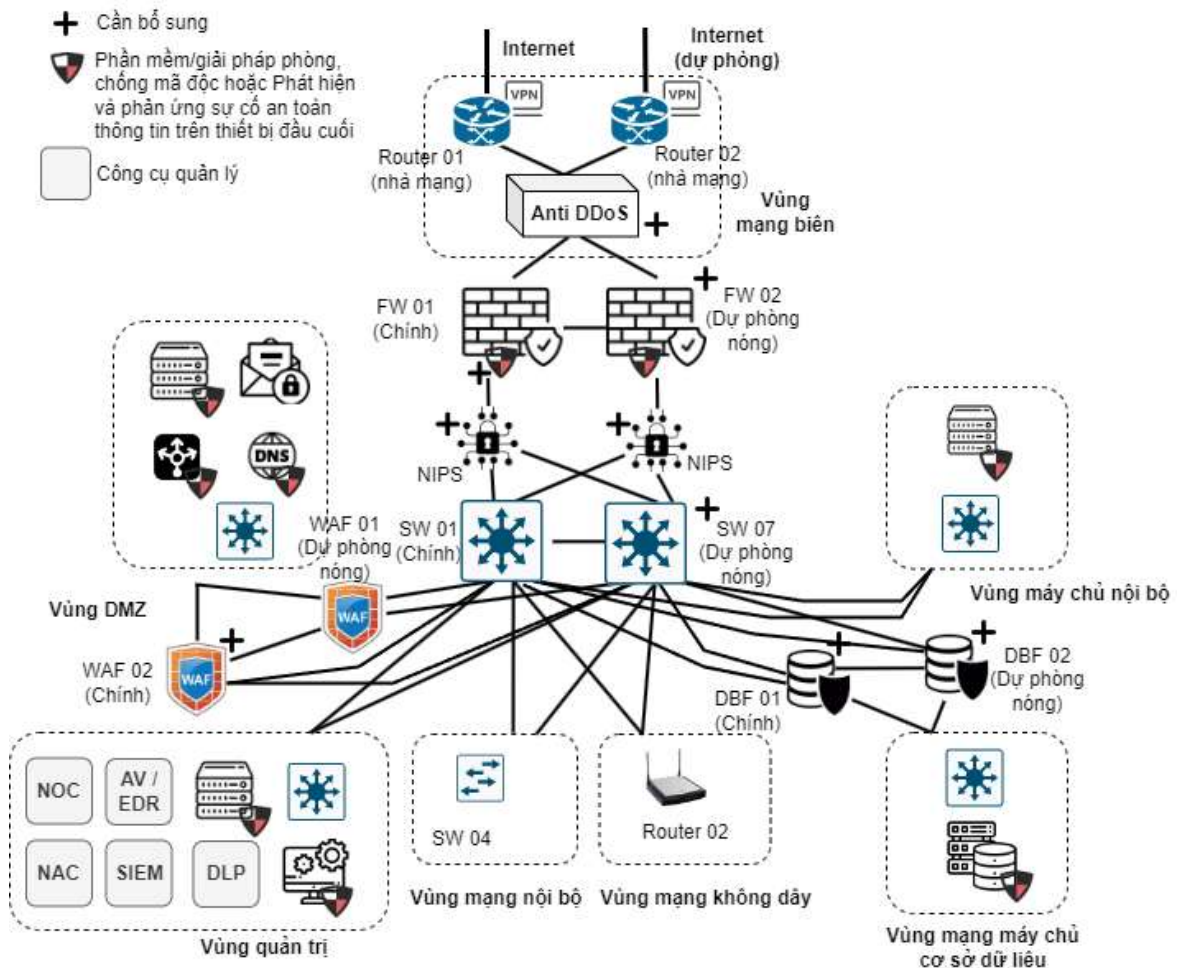 Cần bổ sung
Phần mềm/giải pháp phòng,
chống mã độc hoặc Phát hiện
và phản ứng sự cố an toàn
thông tin trên thiết bị đầu cuối
Công cụ quản lý
Internet
Internet
(dự phòng)
VPN
VPN
Router 01
(nhà mạng)
Router 02
(nhà mạng)
Anti DDoS
Vùng
mạng biên
FW 01
(Chính)
FW 02
(Dự phòng
nóng)
NIPS
NIPS
DNS
WAF 01
(Dự phòng
nóng)
SW 01
(Chính)
SW 07
(Dự phòng
nóng)
Vùng DMZ
WAF
Vùng máy chủ nội bộ
WAF 02
(Chính)
WAF
DBF 01
(Chính)
DBF 02
(Dự phòng
nóng)
NOC
AV /
EDR
NAC
SIEM
DLP
Vùng quản trị
SW 04
Vùng mạng nội bộ
Router 02
Vùng mạng không dây
Vùng mạng máy chủ
cơ sở dữ liệu